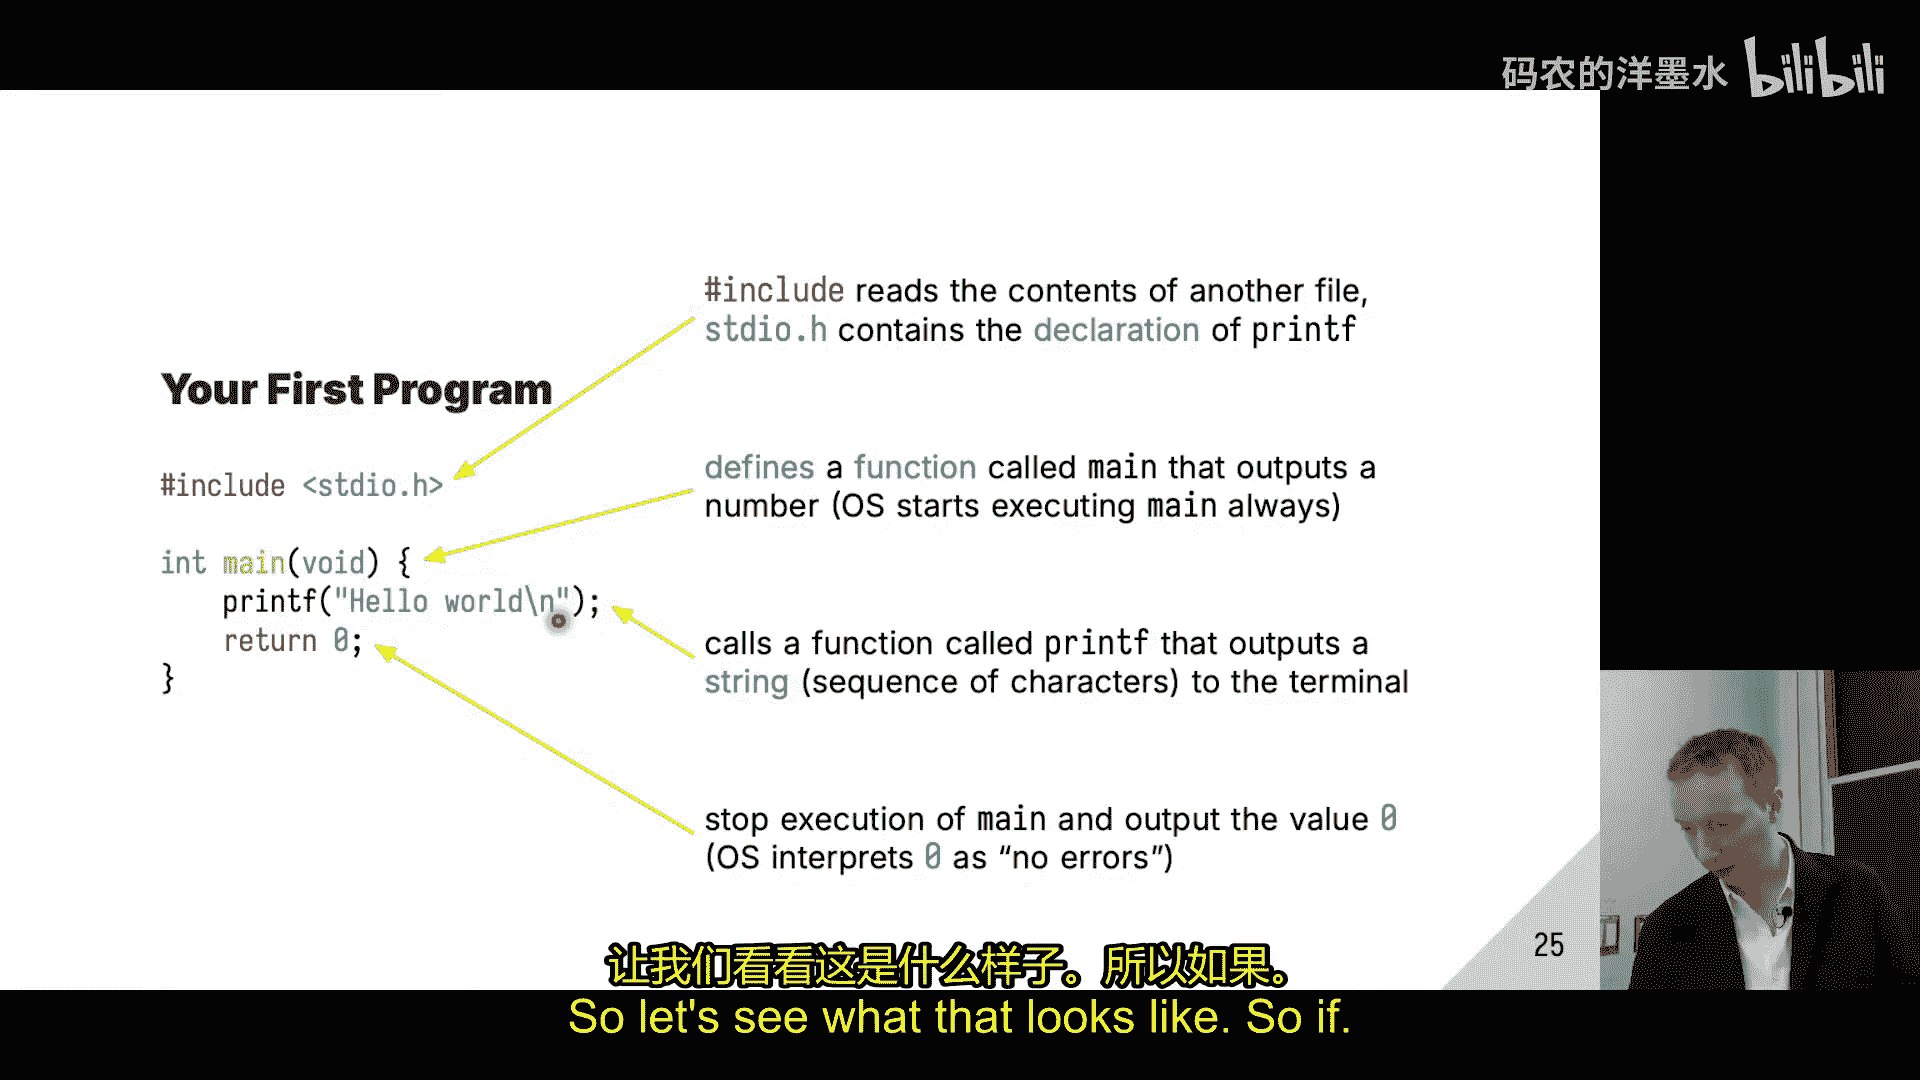 码农的洋墨水 bilibili
#include reads the contents of another file,
stdio.h contains the declaration of printf
Your First Program
#include <stdio.h>
defines a function called main that outputs a
number (OS starts executing main always)
int main(void) {
printf("Hello world\n");
return 0;
}
calls a function called printf that outputs a
string (sequence of characters) to the terminal
stop execution of main and output the value 0
(OS interprets 0 as “no errors”)
25
让我们看看这是什么样子。所以如果。
So let's see what that looks like. So if.